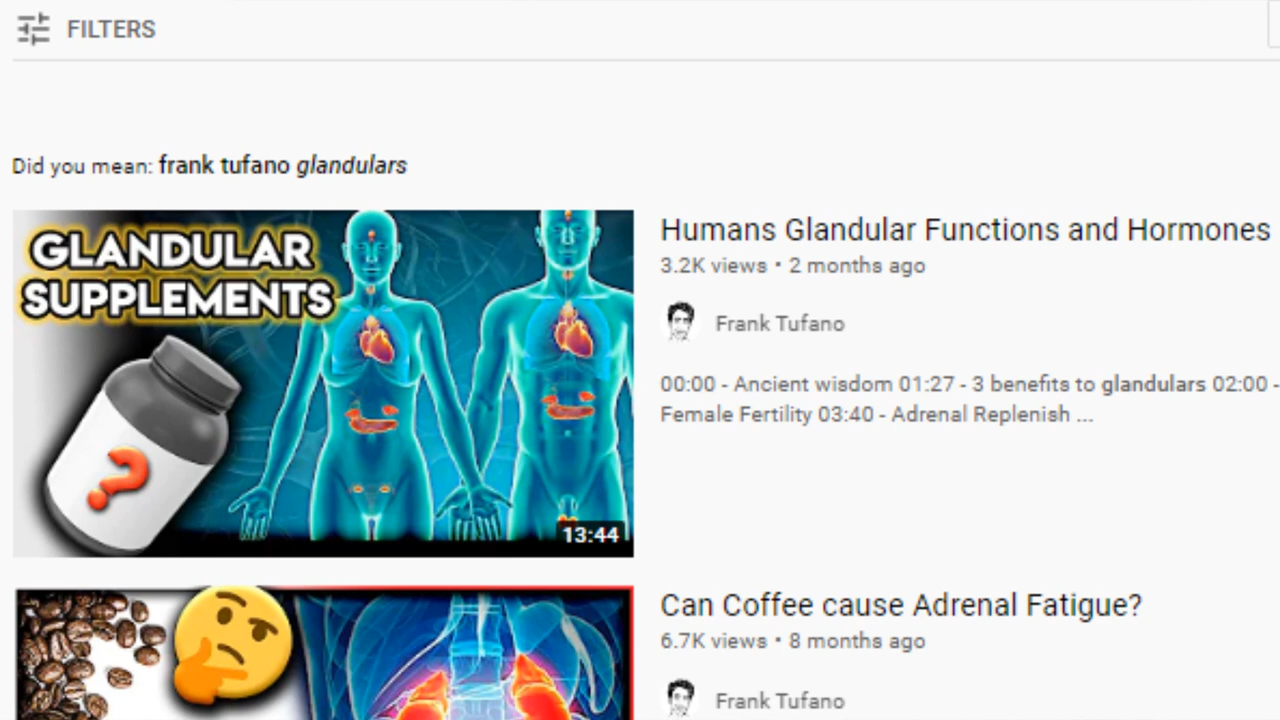 FILTERS
Did you mean: frank tufano glandulars
GLANDULAR
SUPPLEMENTS
?
13:44
Humans Glandular Functions and Hormones
3.2K views • 2 months ago
Frank Tufano
00:00 - Ancient wisdom 01:27 - 3 benefits to glandulars 02:00 -
Female Fertility 03:40 - Adrenal Replenish ...
Can Coffee cause Adrenal Fatigue?
6.7K views • 8 months ago
Frank Tufano